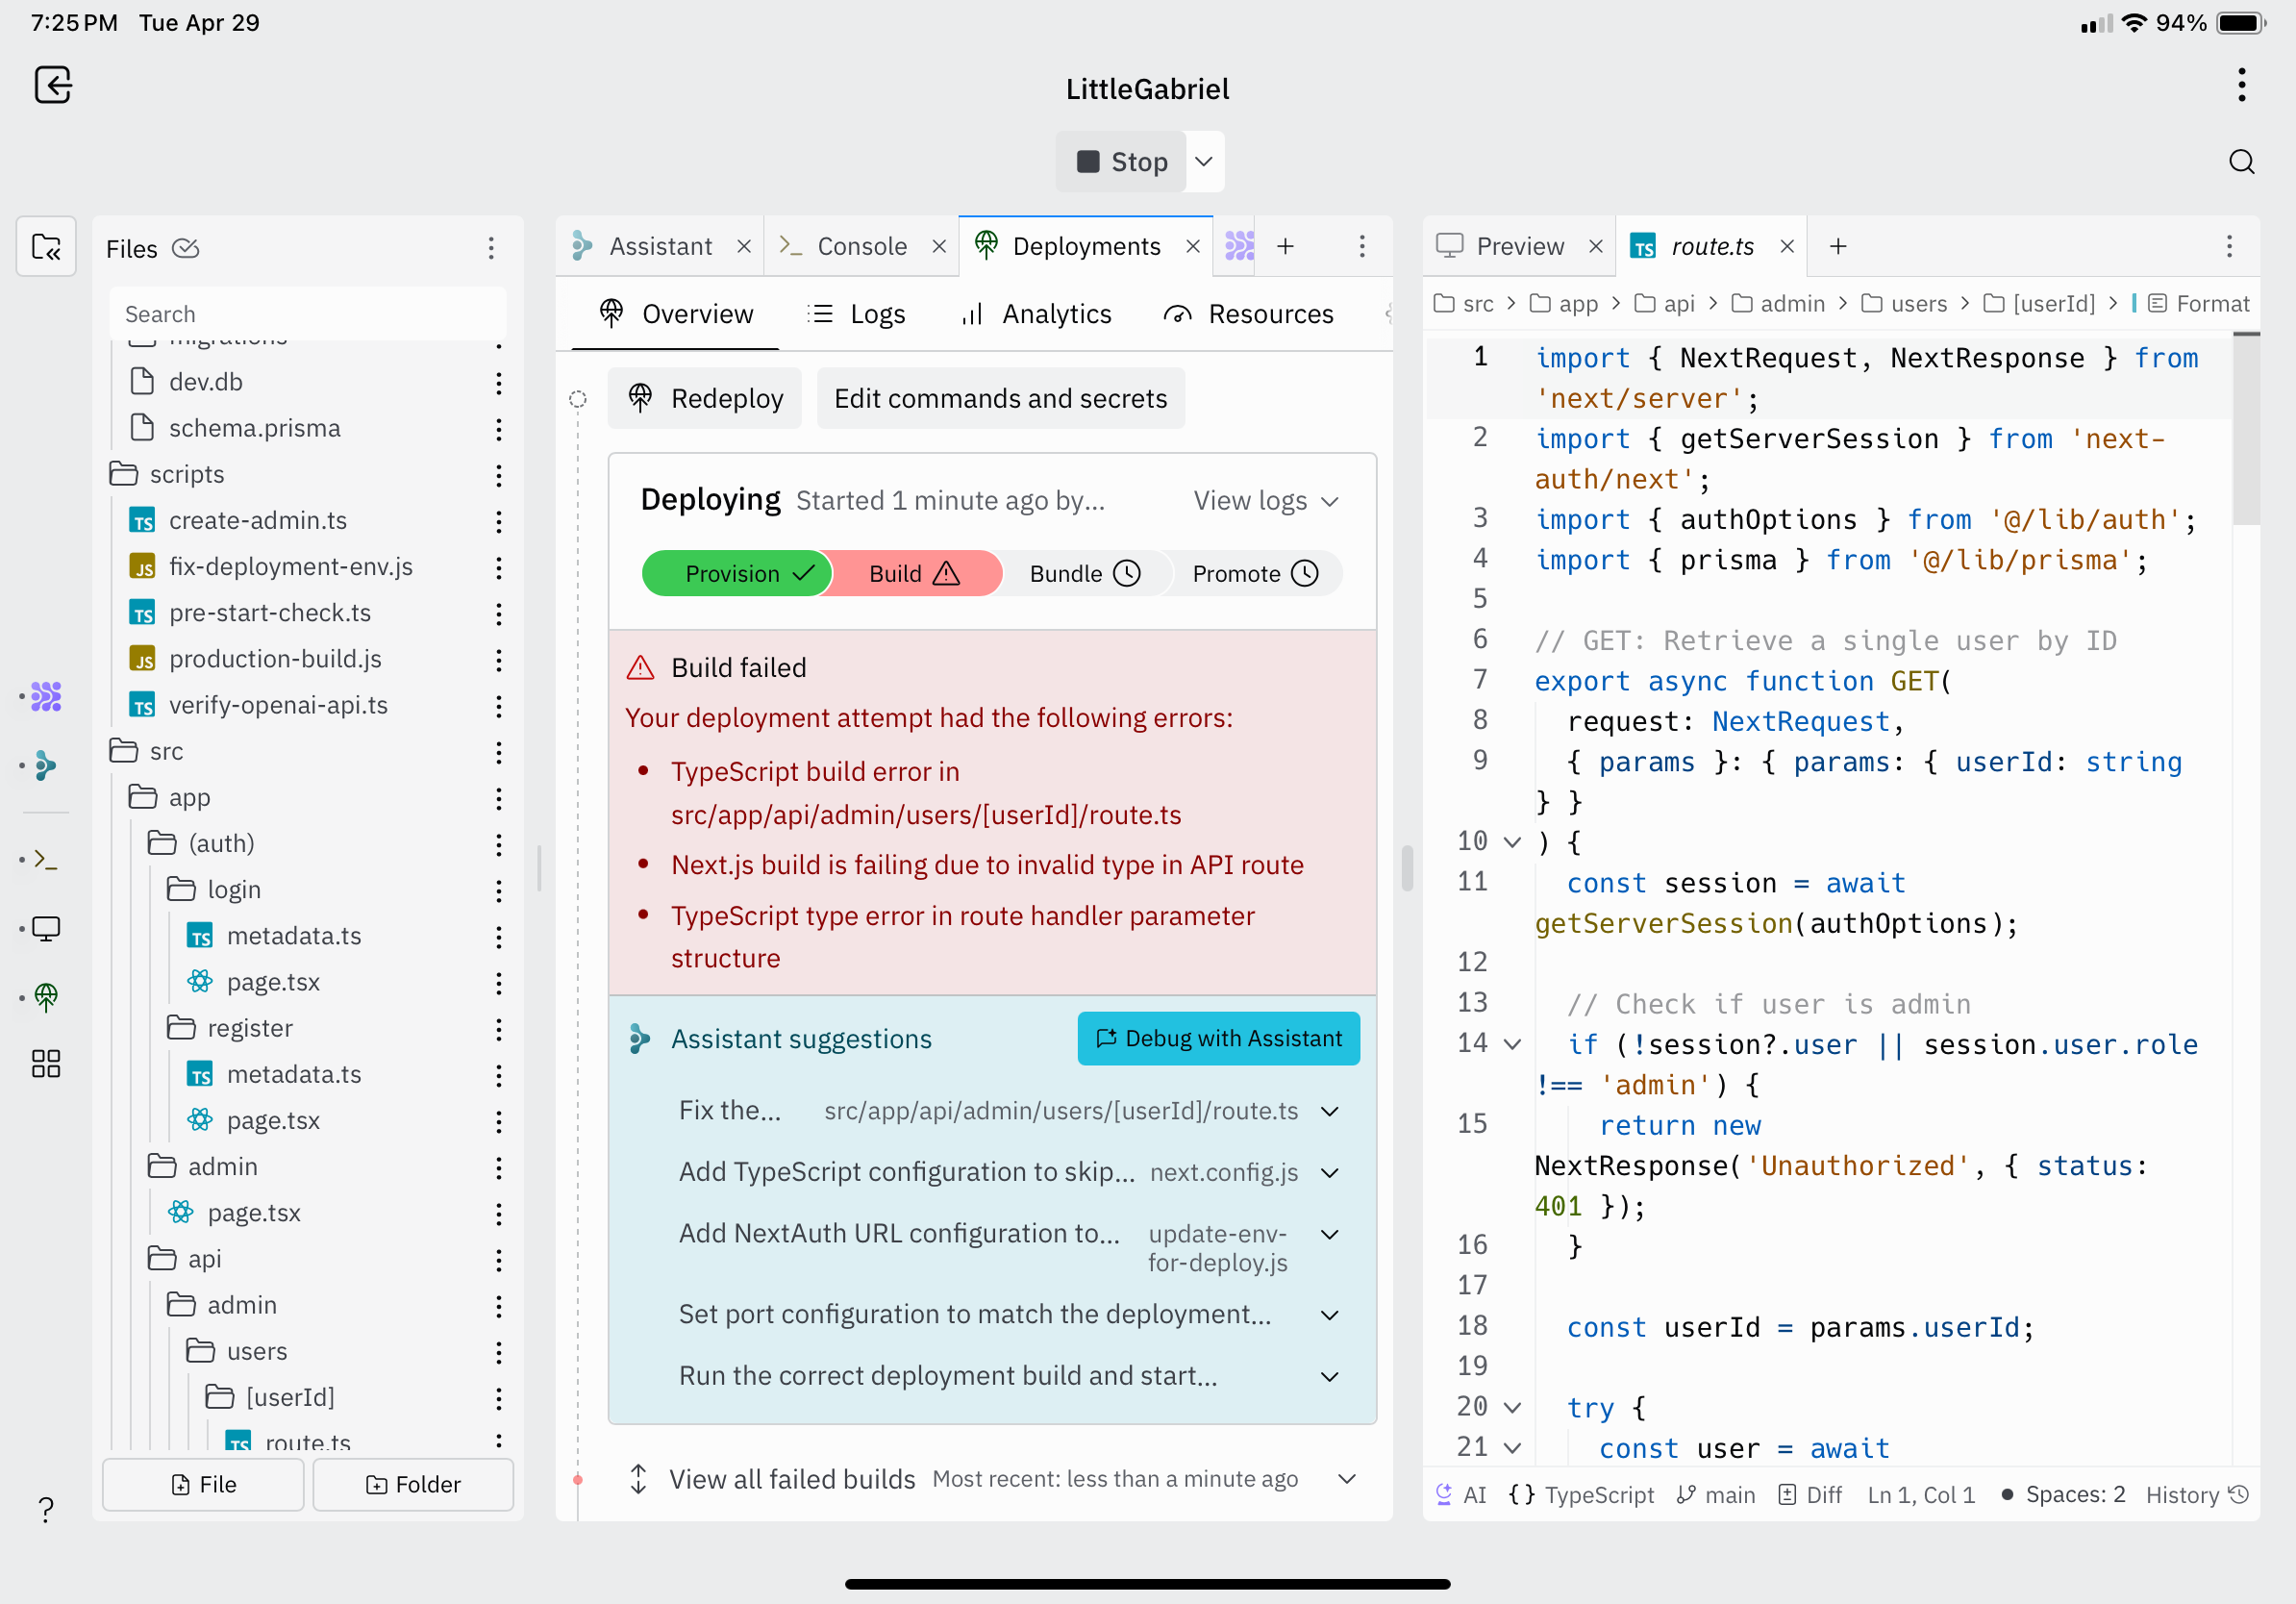 7:25 PM Tue Apr 29
94%
LittleGabriel
Stop
Files
Search
migrations
dev.db
schema.prisma
scripts
TS create-admin.ts
JS fix-deployment-env.js
TS pre-start-check.ts
JS production-build.js
TS verify-openai-api.ts
src
app
(auth)
login
TS metadata.ts
page.tsx
register
TS metadata.ts
page.tsx
admin
page.tsx
api
admin
users
[userId]
TS route.ts
File
Folder
?
Assistant
Console
Deployments
Overview
Logs
Analytics
Resources
Redeploy
Edit commands and secrets
Deploying Started 1 minute ago by... View logs
Provision
Build
Bundle
Promote
Build failed
Your deployment attempt had the following errors:
• TypeScript build error in
src/app/api/admin/users/[userId]/route.ts
• Next.js build is failing due to invalid type in API route
• TypeScript type error in route handler parameter
structure
Assistant suggestions
Debug with Assistant
Fix the... src/app/api/admin/users/[userId]/route.ts
Add TypeScript configuration to skip... next.config.js
Add NextAuth URL configuration to... update-env-
for-deploy.js
Set port configuration to match the deployment...
Run the correct deployment build and start...
View all failed builds Most recent: less than a minute ago
Preview
TS route.ts
src > app > api > admin > users > [userId] > Format
1 import { NextRequest, NextResponse } from
'next/server';
2 import { getServerSession } from 'next-
auth/next';
3 import { authOptions } from '@/lib/auth';
4 import { prisma } from '@/lib/prisma';
5
6 // GET: Retrieve a single user by ID
7 export async function GET(
8 request: NextRequest,
9 { params }: { params: { userId: string
} }
10 ) {
11 const session = await
getServerSession(authOptions);
12
13 // Check if user is admin
14 if (!session?.user || session.user.role
!== 'admin') {
15 return new
NextResponse('Unauthorized', { status:
401 });
16 }
17
18 const userId = params.userId;
19
20 try {
21 const user = await
AI {} TypeScript main Diff Ln 1, Col 1 • Spaces: 2 History